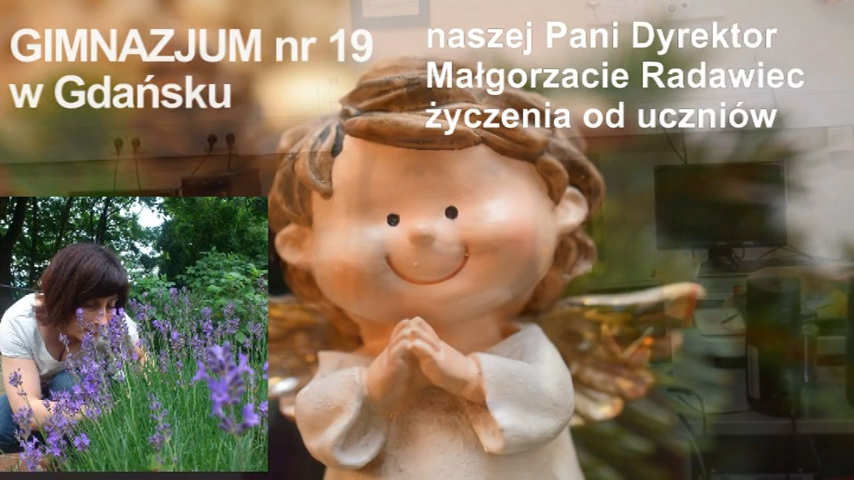 GIMNAZJUM nr 19
w Gdańsku
naszej Pani Dyrektor
Małgorzacie Radawiec
życzenia od uczniów